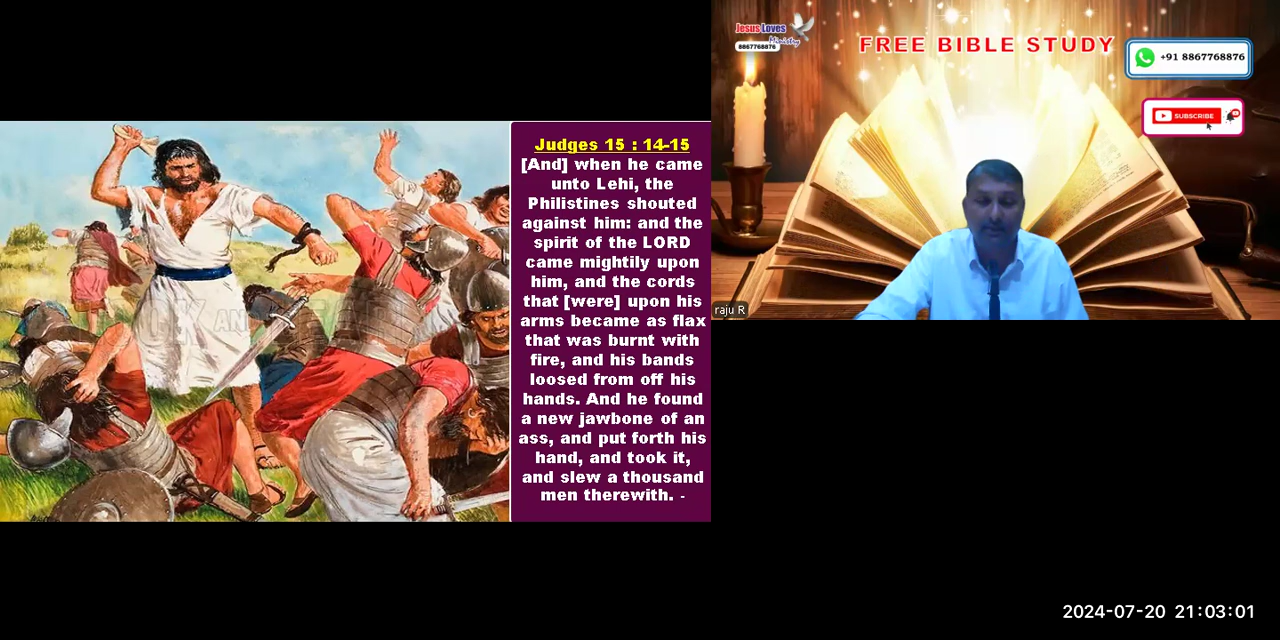 Judges 15 : 14-15
[And] when he came
unto Lehi, the
Philistines shouted
against him: and the
spirit of the LORD
came mightily upon
him, and the cords
that [were] upon his
arms became as flax
that was burnt with
fire, and his bands
loosed from off his
hands. And he found
a new jawbone of an
ass, and put forth his
hand, and took it,
and slew a thousand
men therewith. -
Jesus Loves
Ministry
8867768876
FREE BIBLE STUDY
+91 8867768876
SUBSCRIBE
raju R
2024-07-20 21:03:01